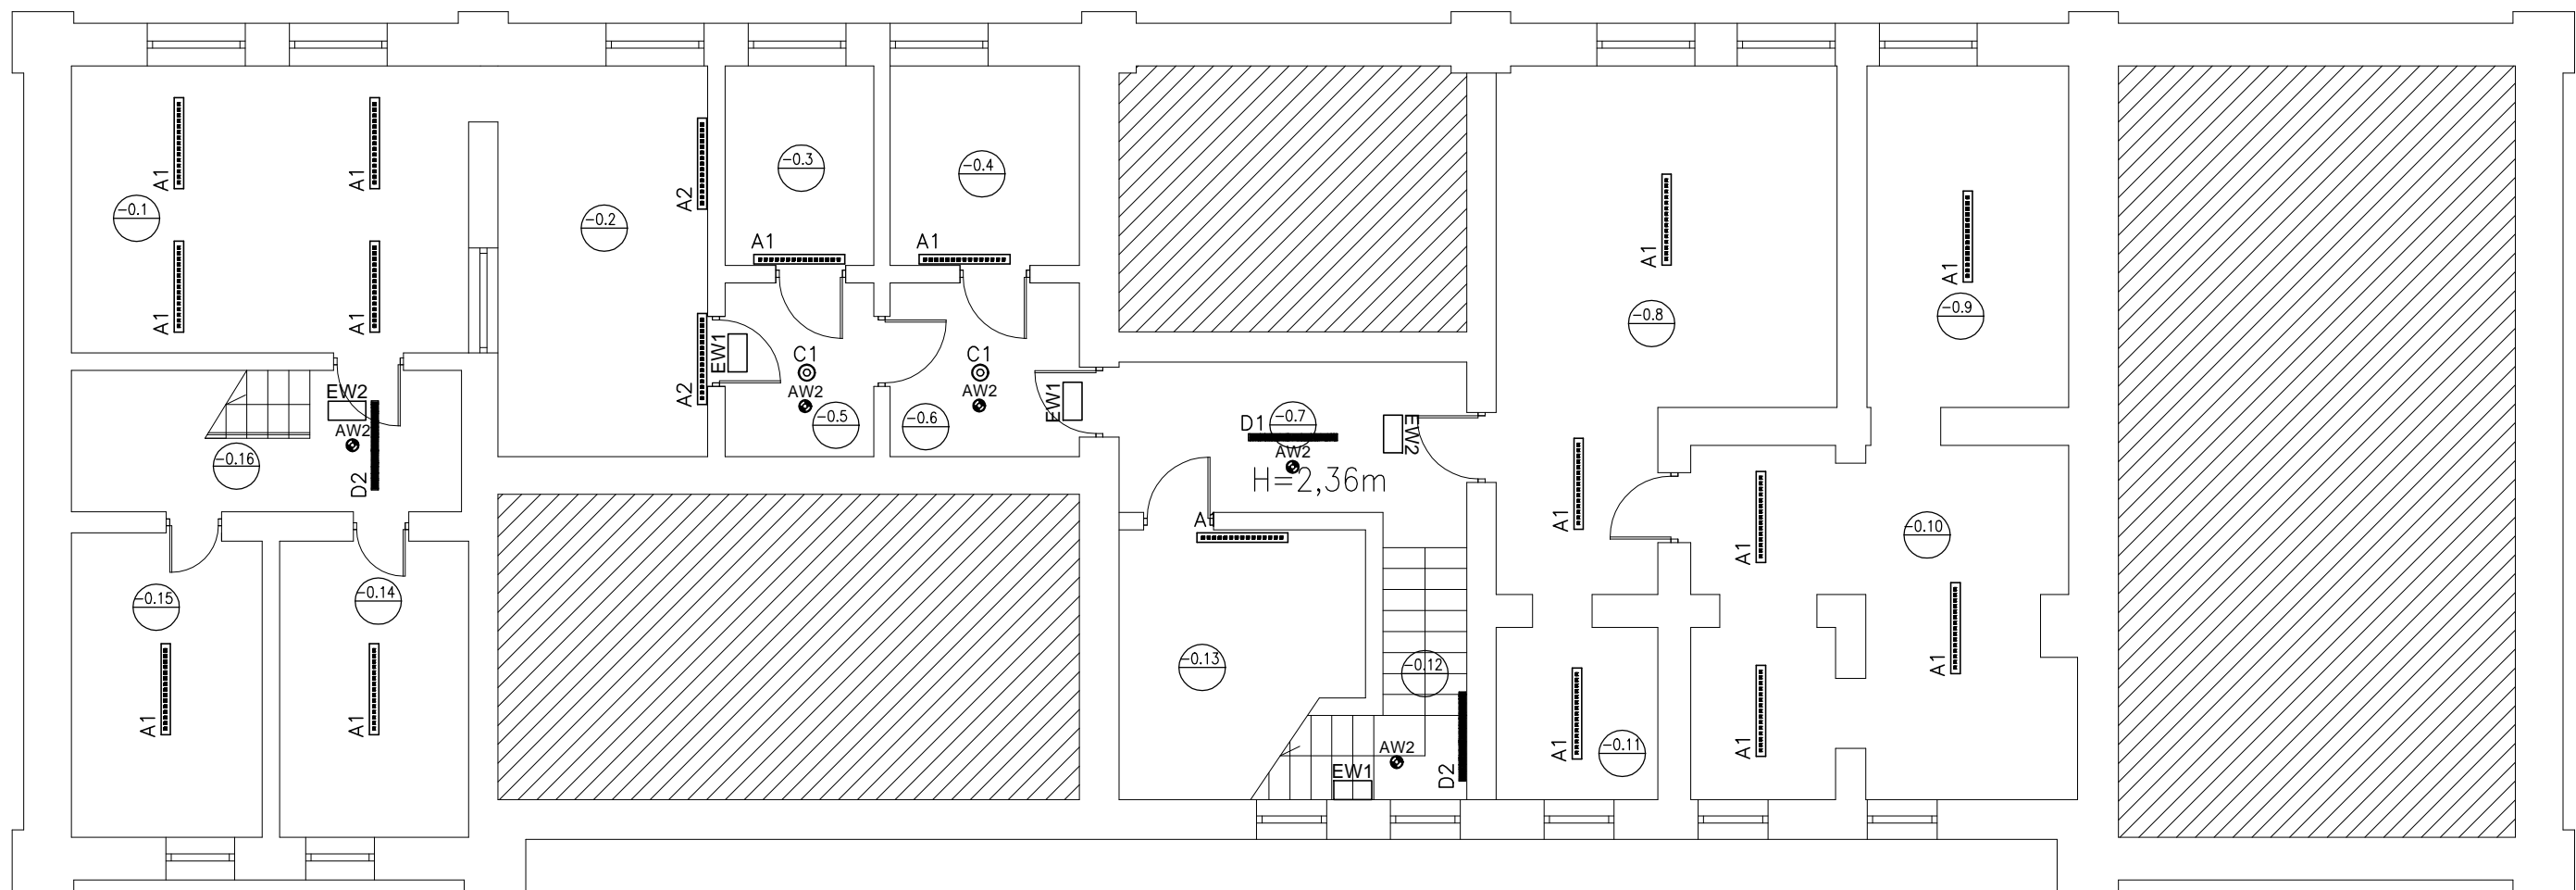 A1
A1
-0.1
A1
A1
-0.2
A2
A2
-0.3
A1
-0.4
A1
EW1
C1
AW2
-0.5
C1
AW2
-0.6
EW1
EW2
AW2
D2
-0.16
-0.15
A1
-0.14
A1
-0.7
D1
AW2
H=2,36m
EW2
A1
-0.13
-0.12
AW2
EW1
D2
A1
-0.8
A1
A1
-0.9
A1
-0.10
A1
A1
A1
-0.11